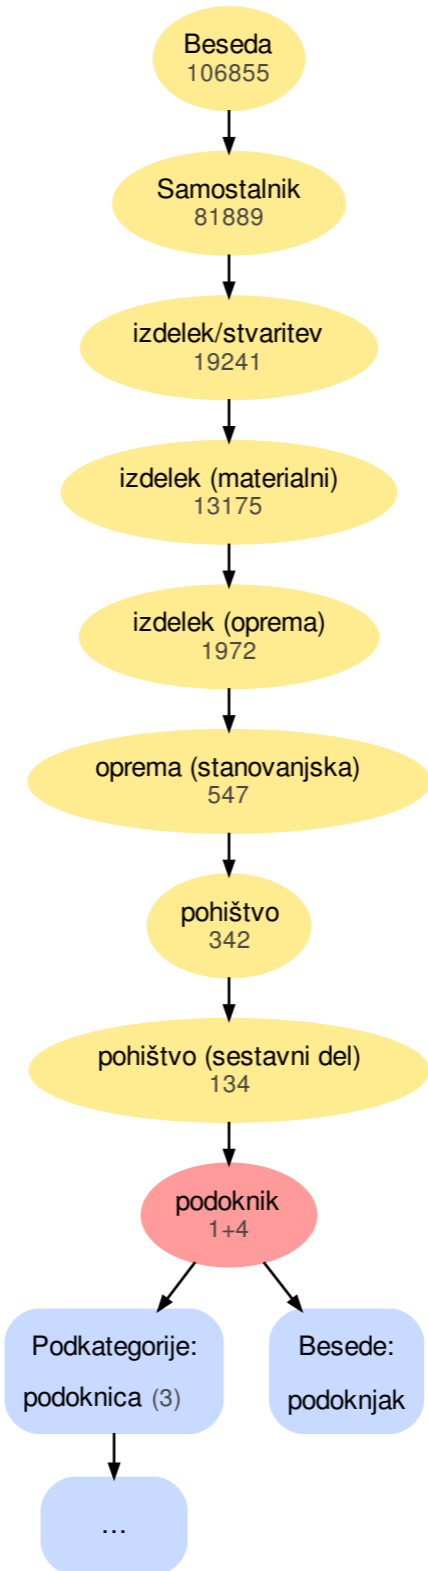 Beseda
106855
Samostalnik
81889
izdelek/stvaritev
19241
izdelek (materialni)
13175
izdelek (oprema)
1972
oprema (stanovanjska)
547
pohištvo
342
pohištvo (sestavni del)
134
podoknik
1+4
Podkategorije:
podoknica (3)
Besede:
podoknjak
...